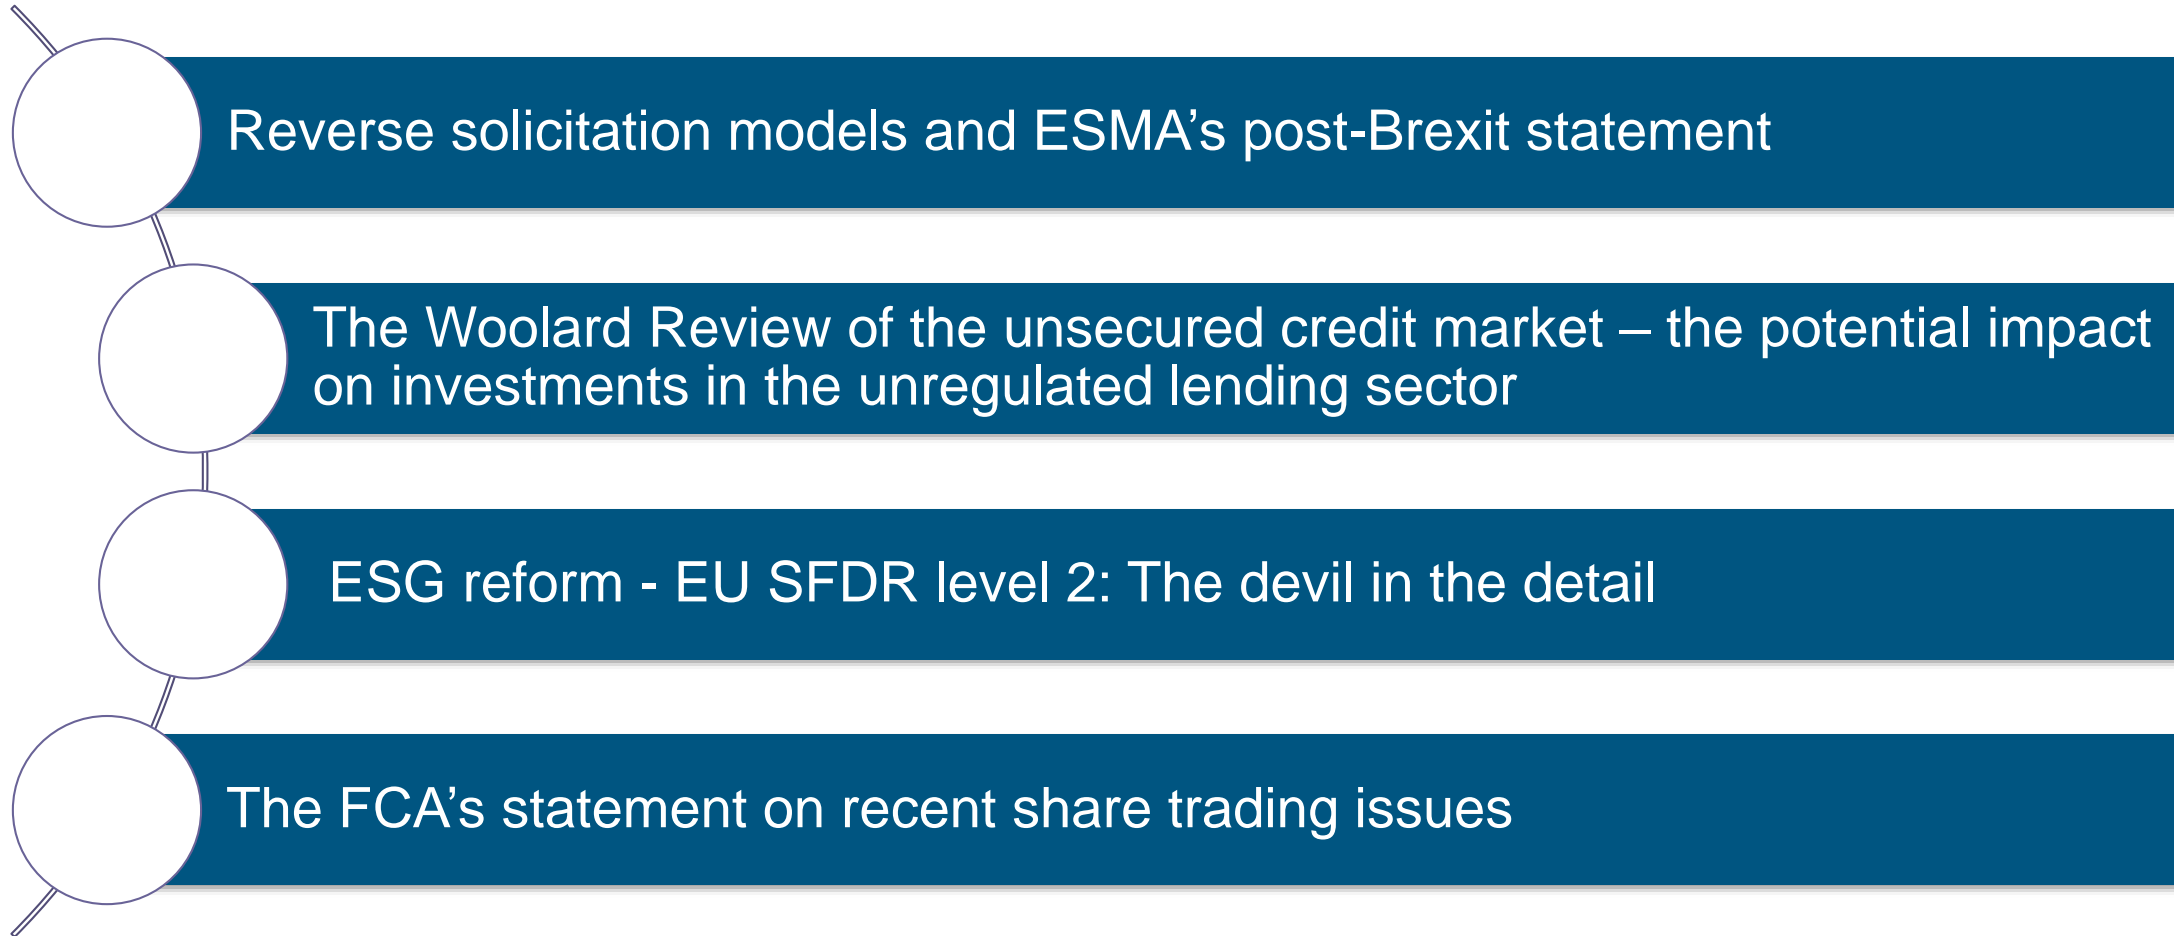 Reverse solicitation models and ESMA’s post-Brexit statement
The Woolard Review of the unsecured credit market – the potential impact
on investments in the unregulated lending sector
ESG reform - EU SFDR level 2: The devil in the detail
The FCA’s statement on recent share trading issues